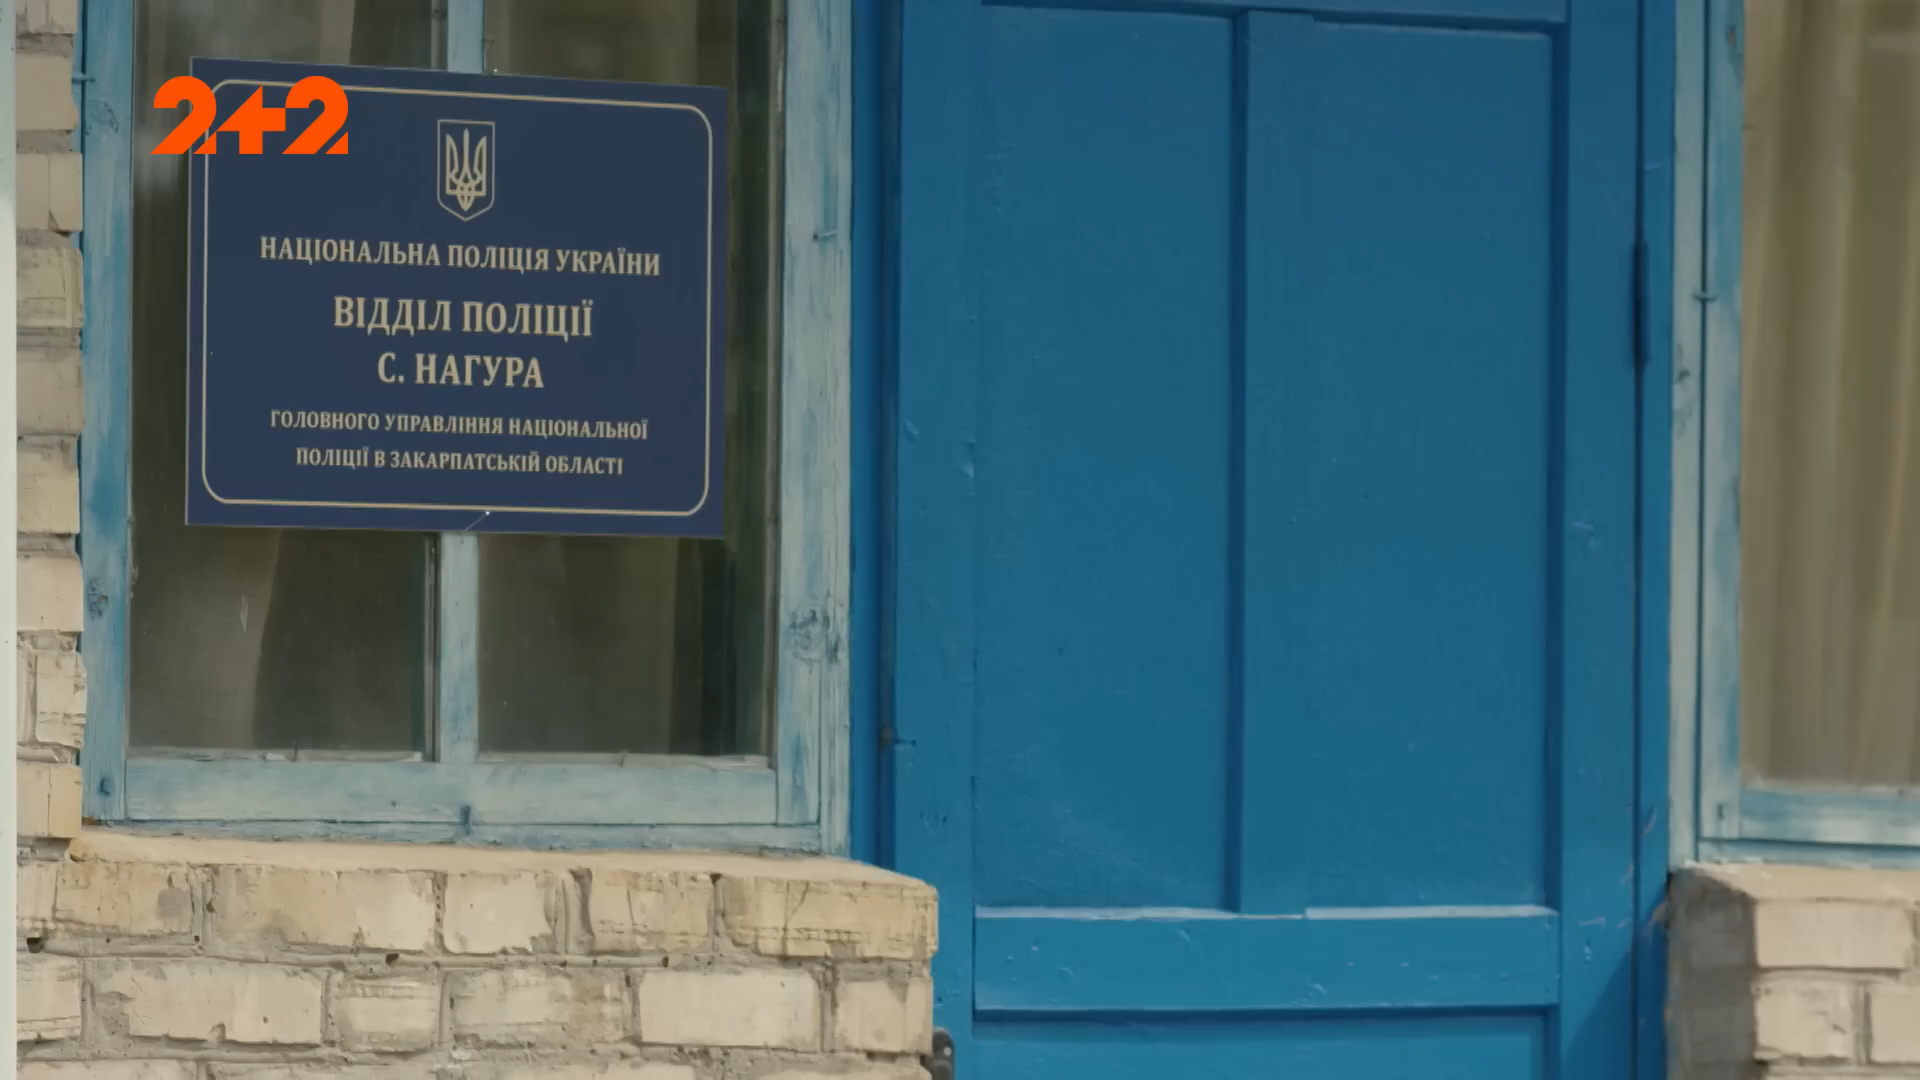 2+2
НАЦІОНАЛЬНА ПОЛІЦІЯ УКРАЇНИ
ВІДДІЛ ПОЛІЦІЇ
С. НАГУРА
ГОЛОВНОГО УПРАВЛІННЯ НАЦІОНАЛЬНОЇ
ПОЛІЦІЇ В ЗАКАРПАТСЬКІЙ ОБЛАСТІ